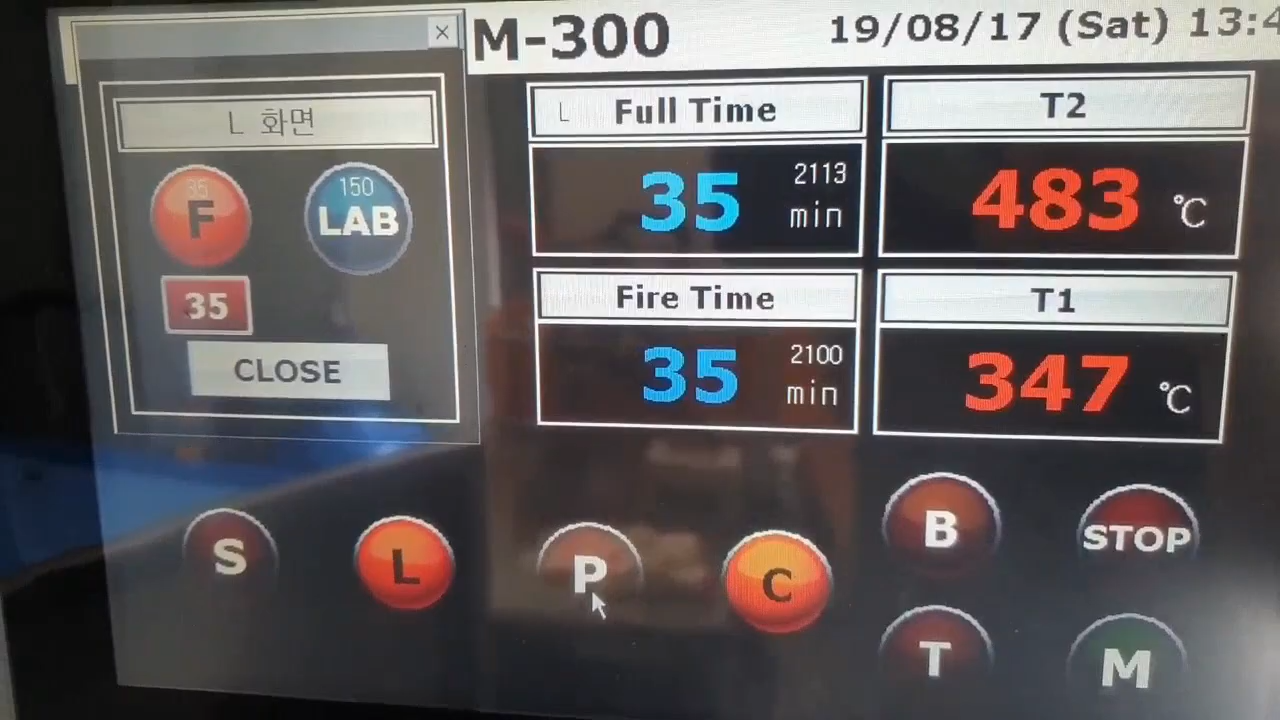 M-300
19/08/17 (Sat) 13:4
L 화면
35
F
150
LAB
35
CLOSE
L Full Time
35 2113 min
T2
483 ℃
Fire Time
35 2100 min
T1
347 ℃
S
L
P
C
B
STOP
T
M